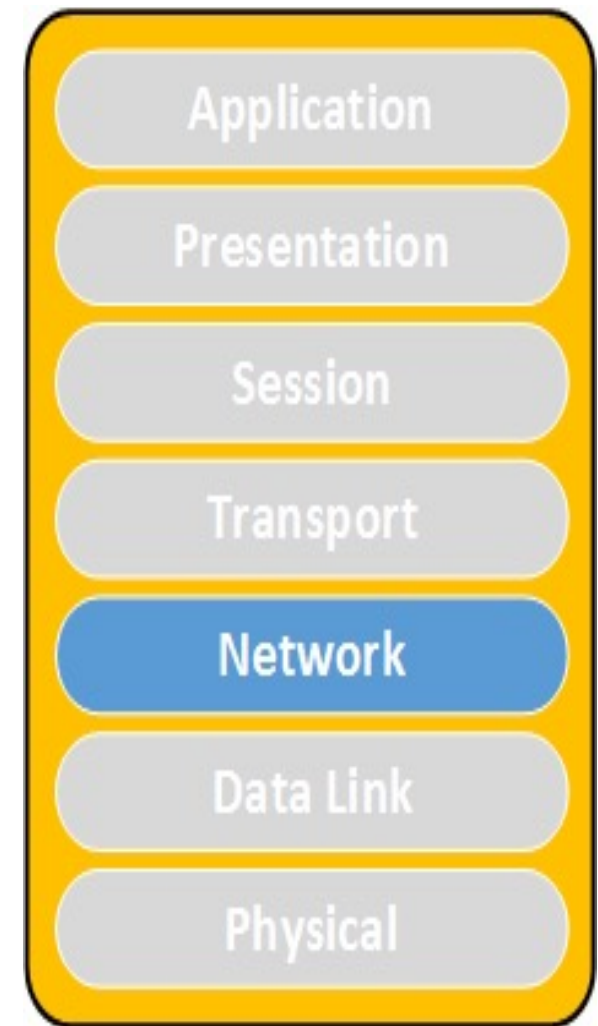 Application
Presentation
Session
Transport
Network
Data Link
Physical